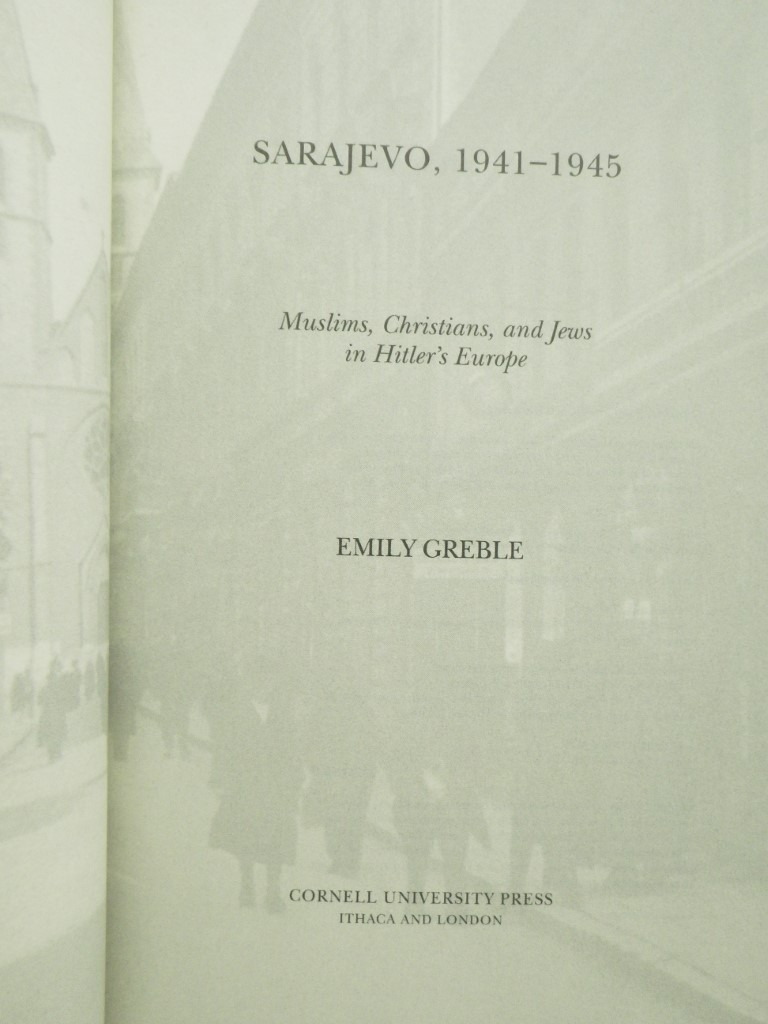 SARAJEVO, 1941–1945
Muslims, Christians, and Jews
in Hitler's Europe
EMILY GREBLE
CORNELL UNIVERSITY PRESS
ITHACA AND LONDON